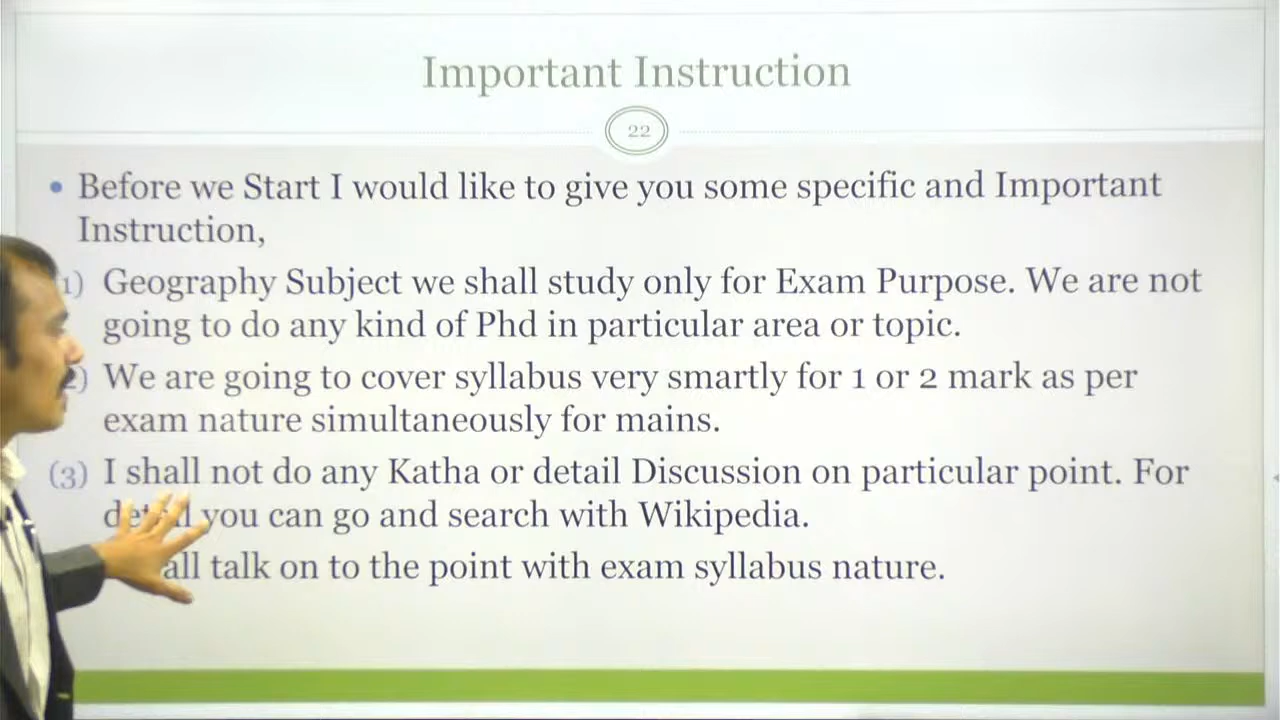 Important Instruction
22
• Before we Start I would like to give you some specific and Important
Instruction,
1) Geography Subject we shall study only for Exam Purpose. We are not
going to do any kind of Phd in particular area or topic.
2) We are going to cover syllabus very smartly for 1 or 2 mark as per
exam nature simultaneously for mains.
(3) I shall not do any Katha or detail Discussion on particular point. For
you can go and search with Wikipedia.
talk on to the point with exam syllabus nature.